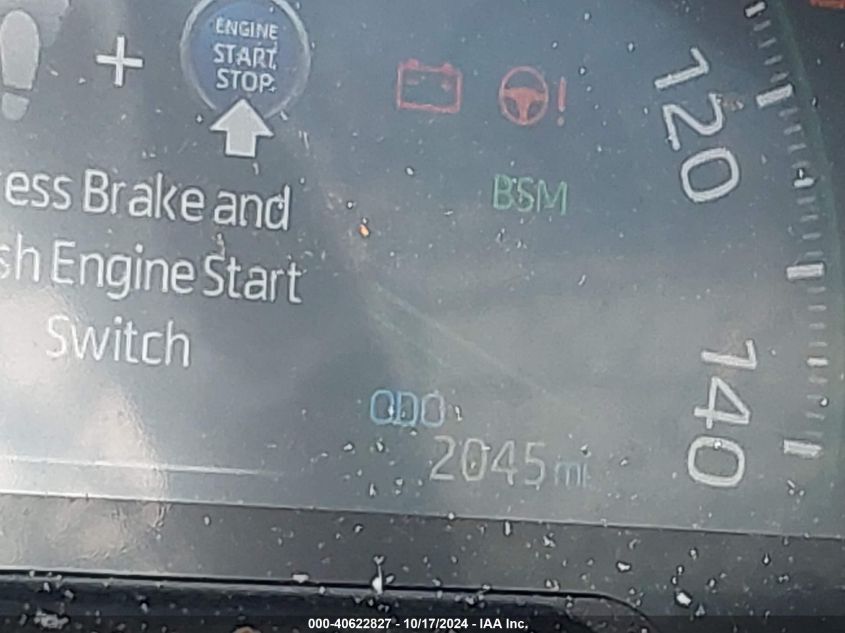 ENGINE
START
STOP
+
ess Brake and
sh Engine Start
Switch
!
BSM
120
140
ODO
2045 mi
000-40622827 - 10/17/2024 - IAA Inc.